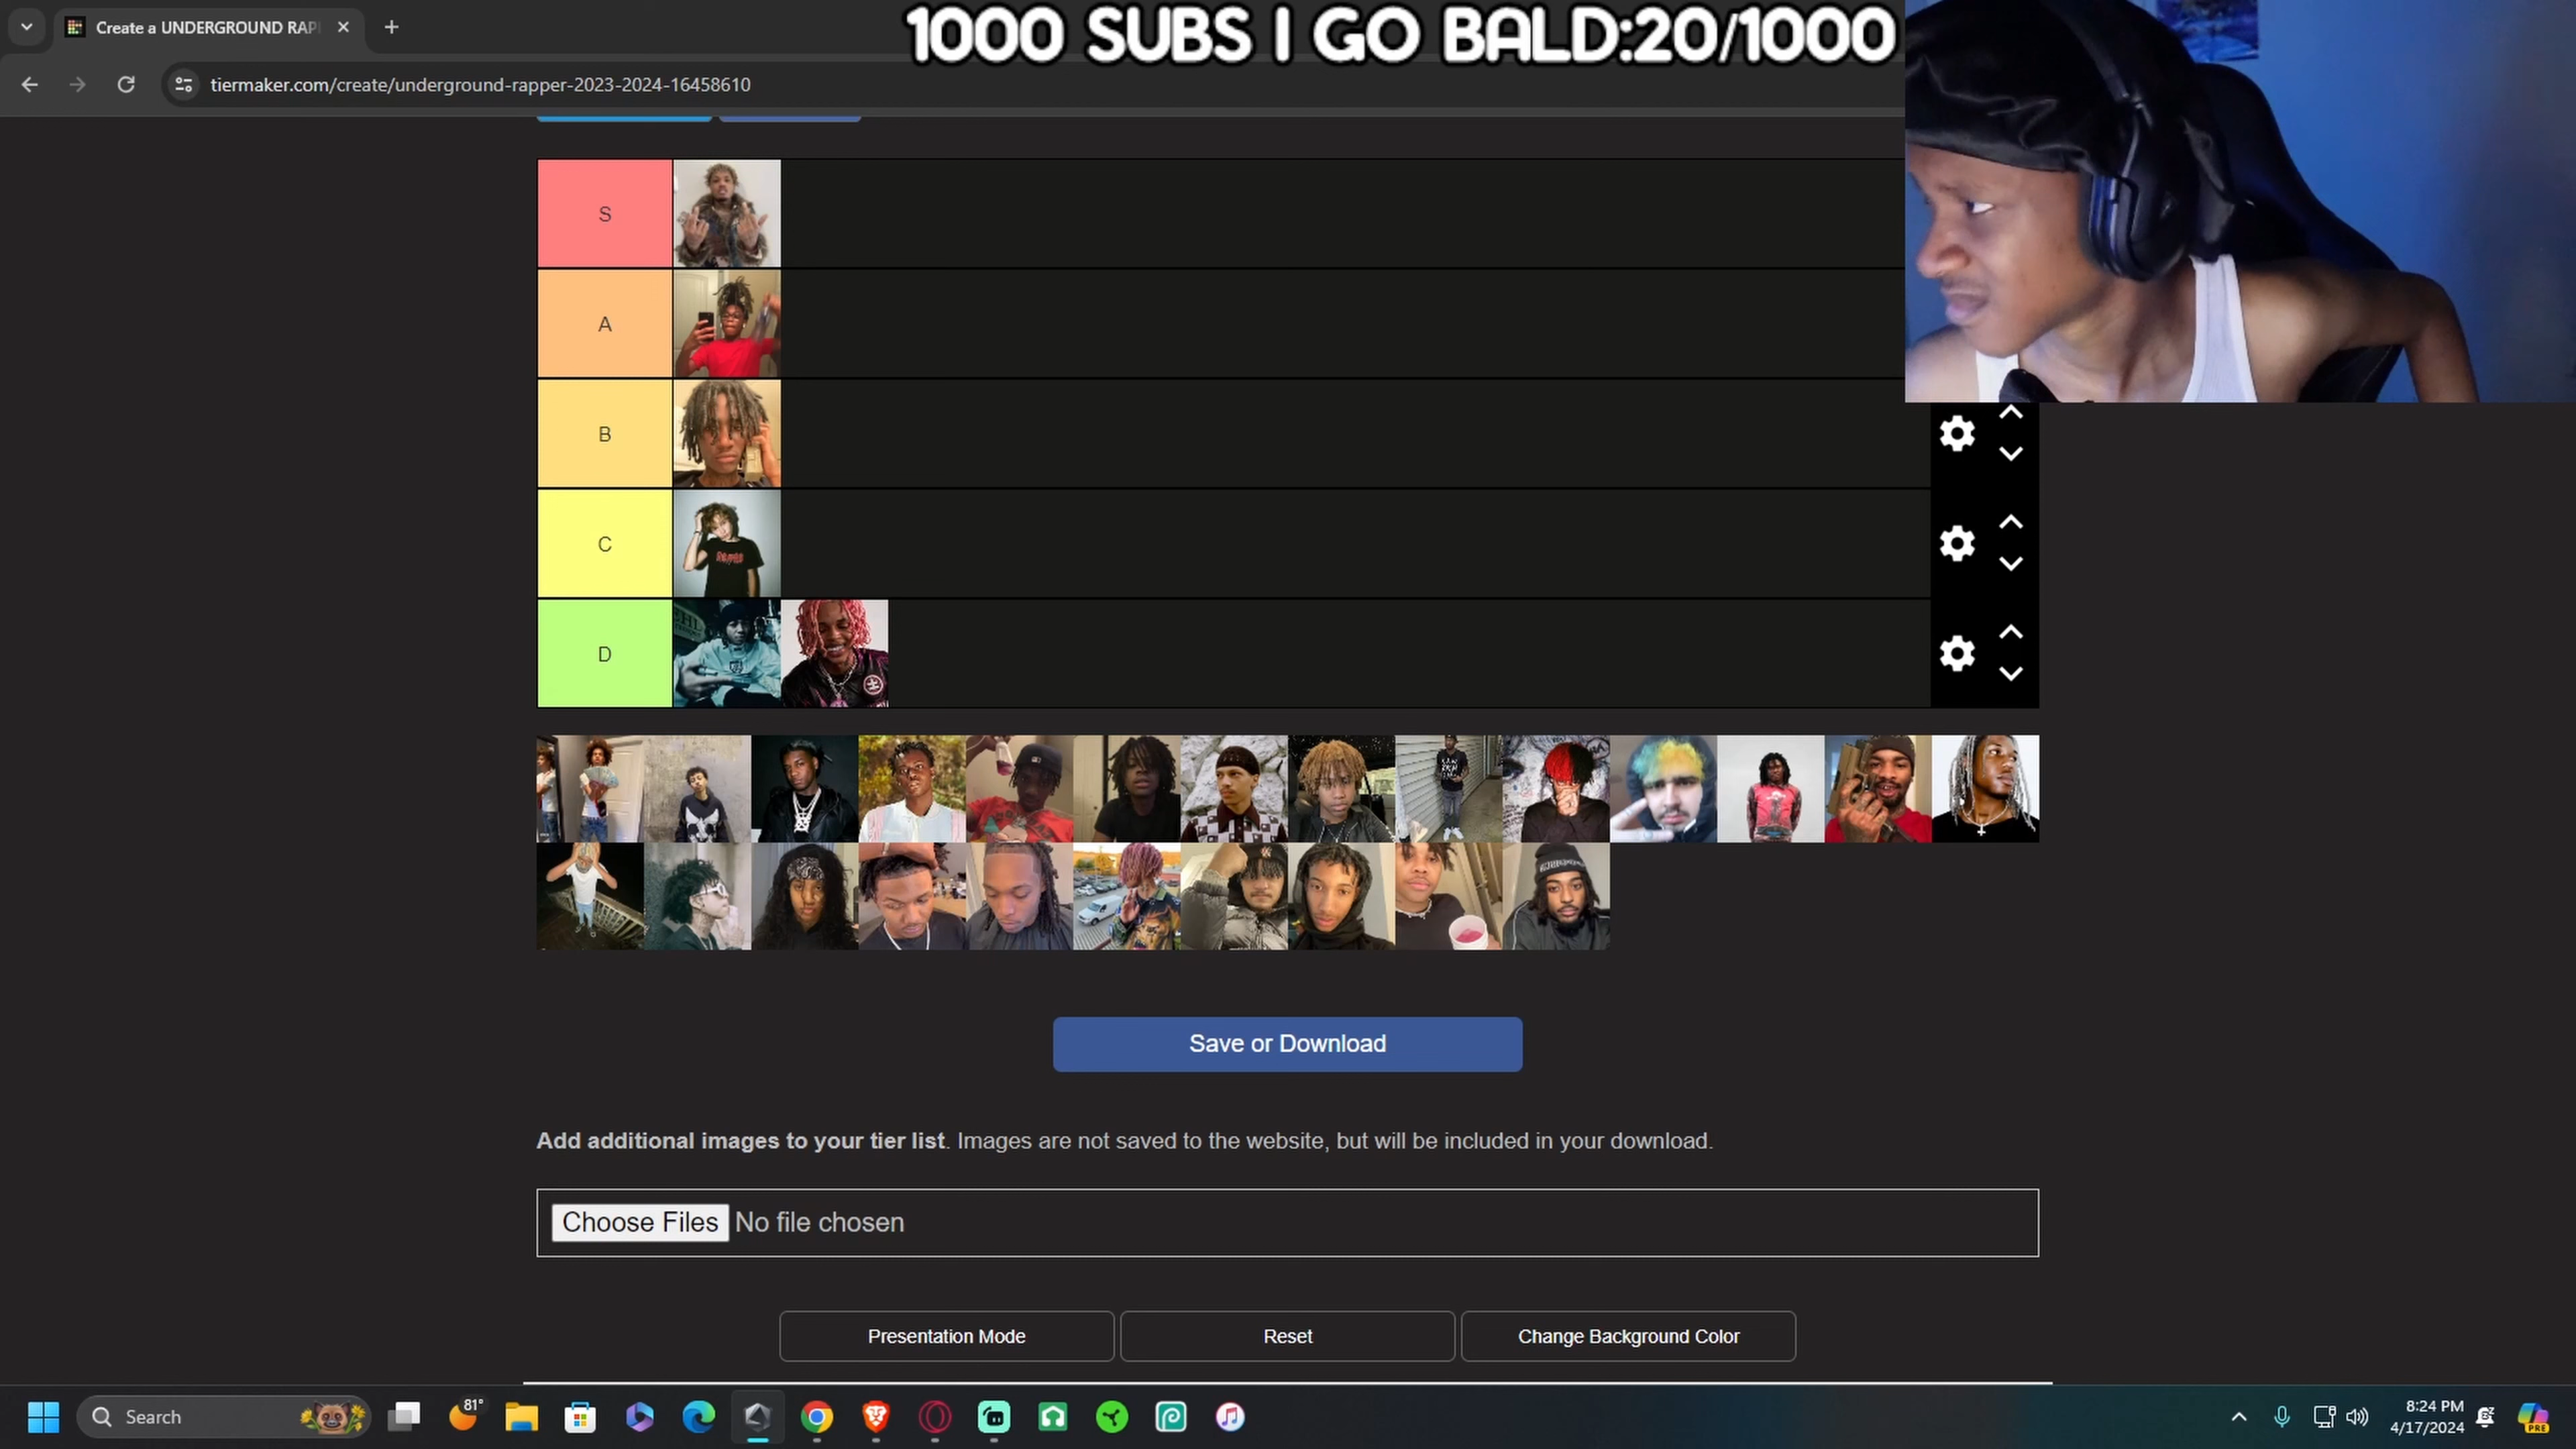 Create a UNDERGROUND RAP
1000 SUBS I GO BALD:20/1000
tiermaker.com/create/underground-rapper-2023-2024-16458610
S
A
B
C
D
Save or Download
Add additional images to your tier list. Images are not saved to the website, but will be included in your download.
Choose Files No file chosen
Presentation Mode
Reset
Change Background Color
Search
81°
8:24 PM
4/17/2024
PRE